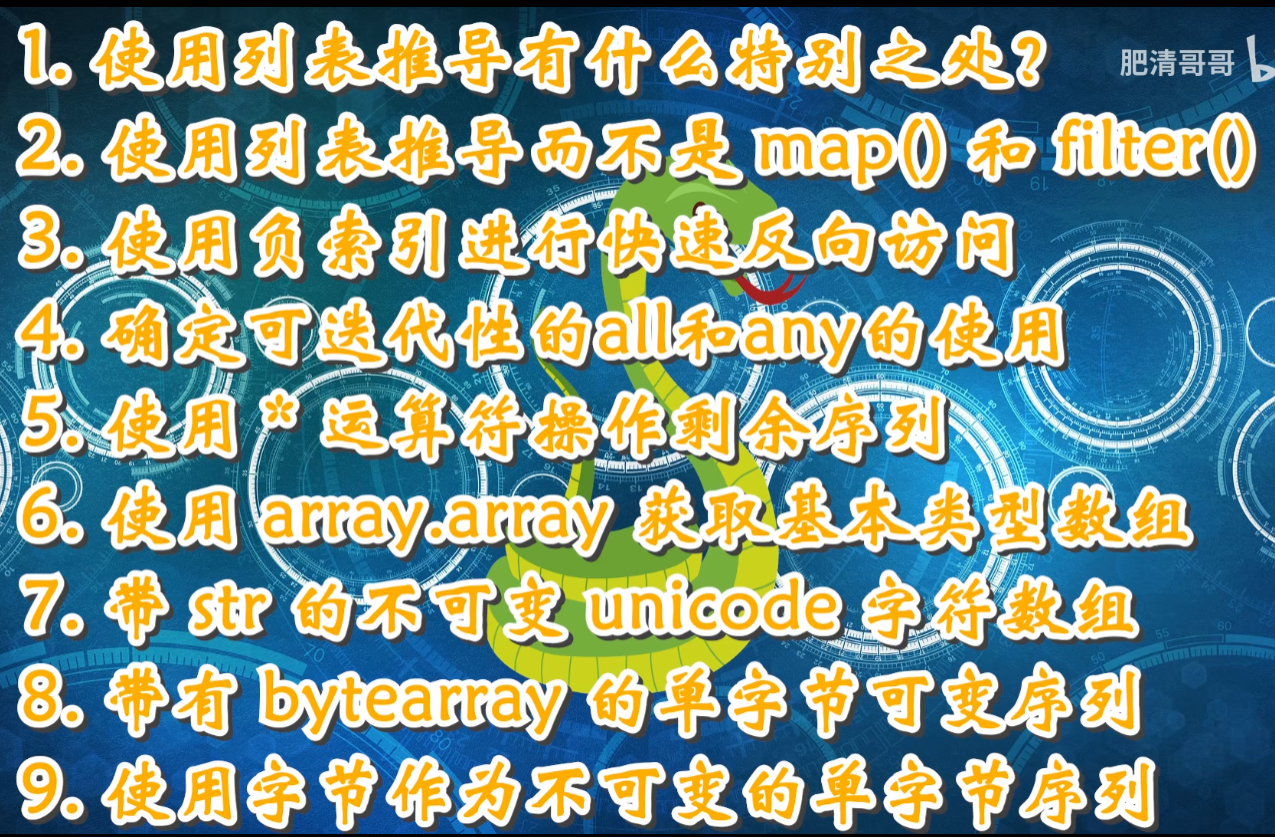 1. 使用列表推导有什么特别之处?
肥清哥哥 b
2. 使用列表推导而不是 map() 和 filter()
3. 使用负索引进行快速反向访问
4. 确定可迭代性的all和any的使用
5. 使用 * 运算符操作剩余序列
6. 使用 array.array 获取基本类型数组
7. 带 str 的不可变 unicode 字符数组
8. 带有 bytearray 的单字节可变序列
9. 使用字节作为不可变的单字节序列